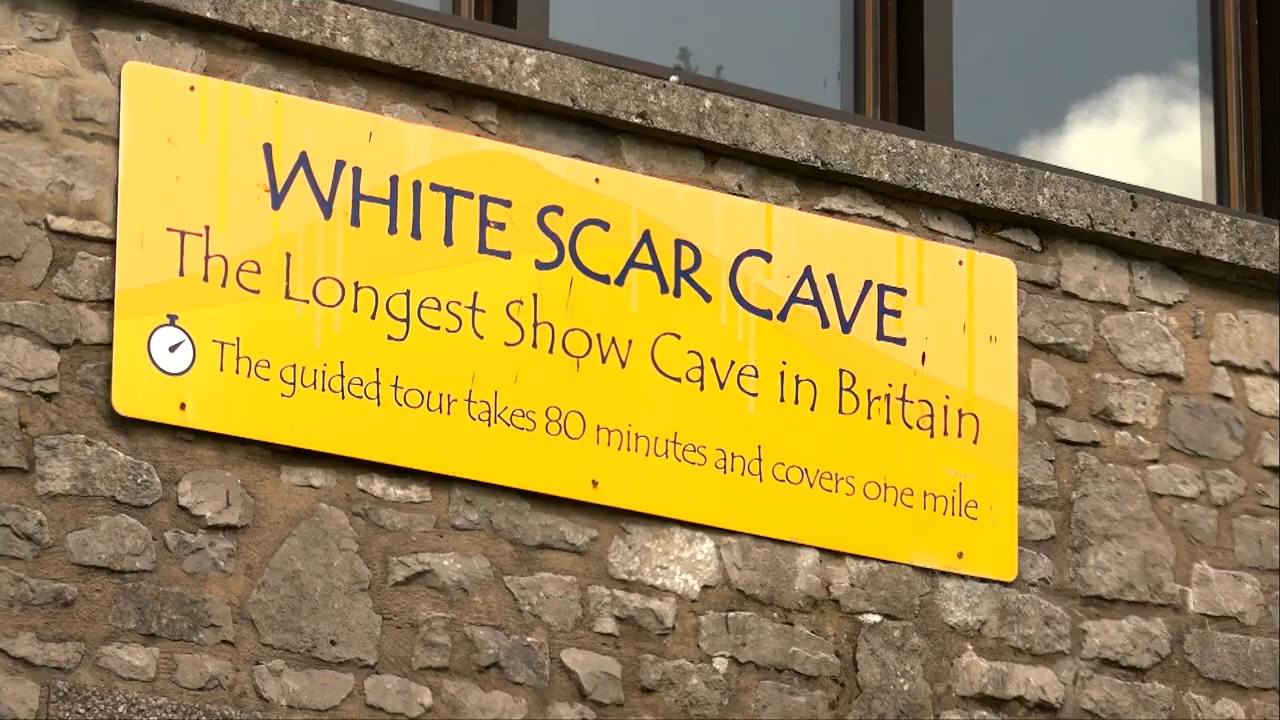 WHITE SCAR CAVE
The Longest Show Cave in Britain
The guided tour takes 80 minutes and covers one mile